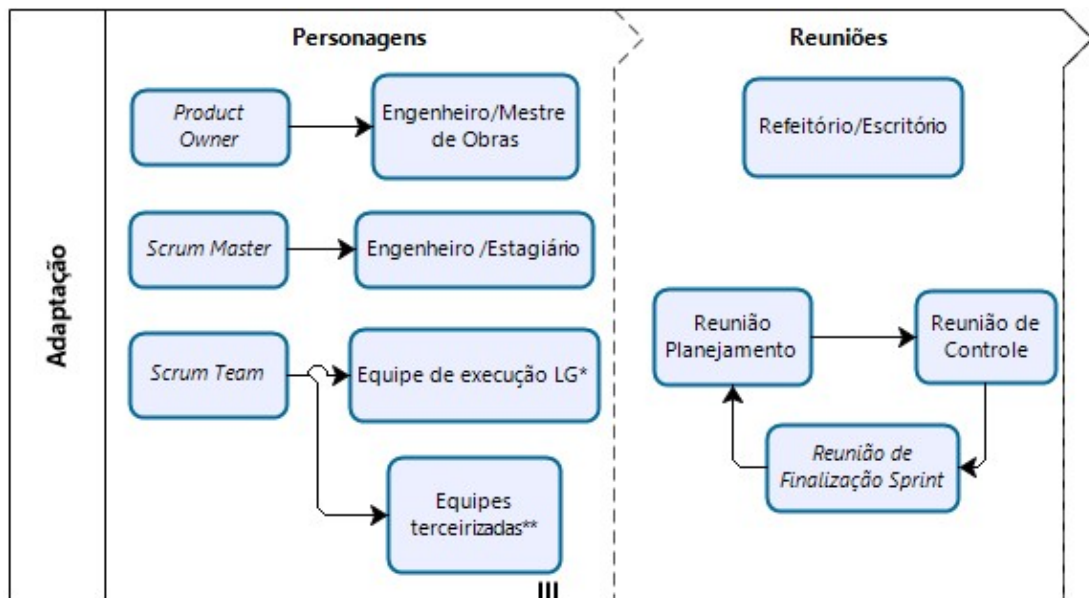 Adaptação
Personagens
Product
Owner
Engenheiro/Mestre
de Obras
Scrum Master
Engenheiro /Estagiário
Scrum Team
Equipe de execução LG*
Equipes
terceirizadas**
Reuniões
Refeitório/Escritório
Reunião
Planejamento
Reunião de
Controle
Reunião de
Finalização Sprint